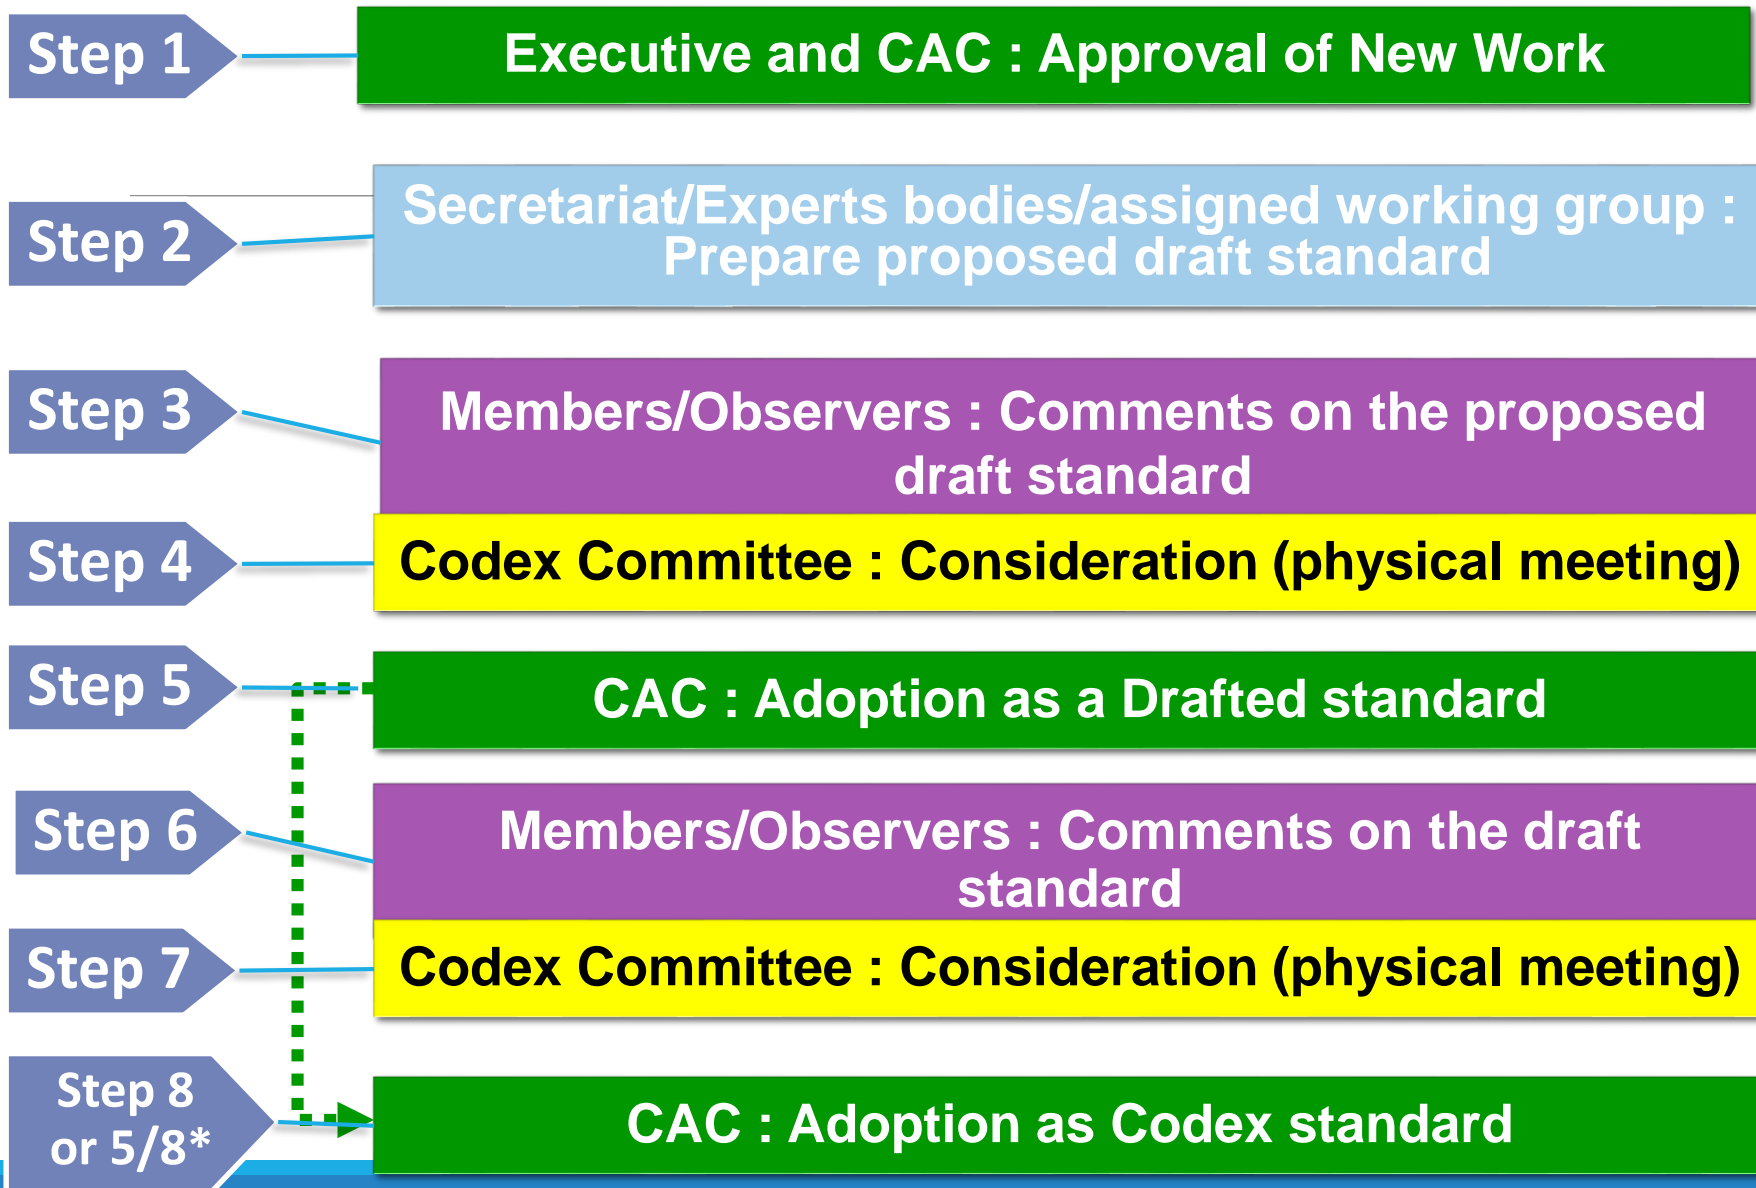 Step 1
Executive and CAC : Approval of New Work
Step 2
Secretariat/Experts bodies/assigned working group :
Prepare proposed draft standard
Step 3
Members/Observers : Comments on the proposed
draft standard
Step 4
Codex Committee : Consideration (physical meeting)
Step 5
CAC : Adoption as a Drafted standard
Step 6
Members/Observers : Comments on the draft
standard
Step 7
Codex Committee : Consideration (physical meeting)
Step 8
or 5/8*
CAC : Adoption as Codex standard